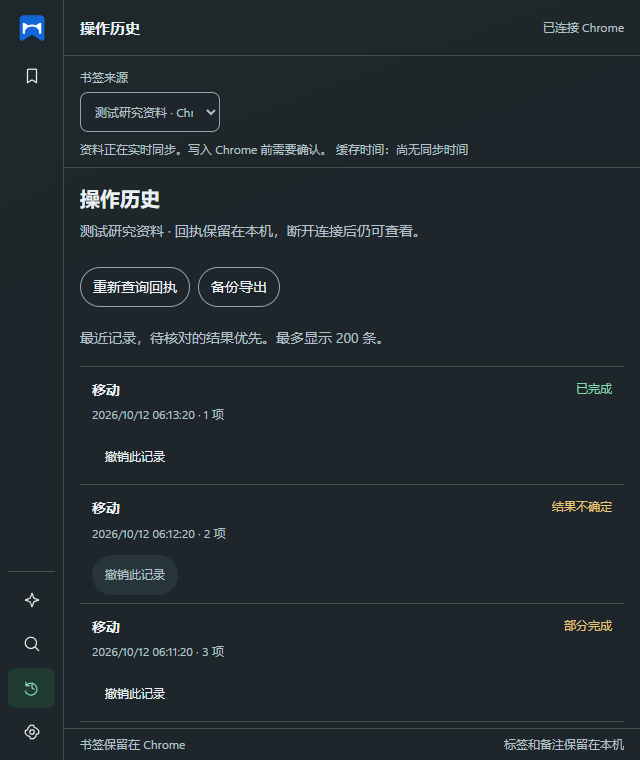 操作历史
已连接 Chrome
书签来源
测试研究资料 · Chr
资料正在实时同步。写入 Chrome 前需要确认。 缓存时间：尚无同步时间
操作历史
测试研究资料 · 回执保留在本机，断开连接后仍可查看。
重新查询回执
备份导出
最近记录，待核对的结果优先。最多显示 200 条。
移动
已完成
2026/10/12 06:13:20 · 1 项
撤销此记录
移动
结果不确定
2026/10/12 06:12:20 · 2 项
撤销此记录
移动
部分完成
2026/10/12 06:11:20 · 3 项
撤销此记录
书签保留在 Chrome
标签和备注保留在本机